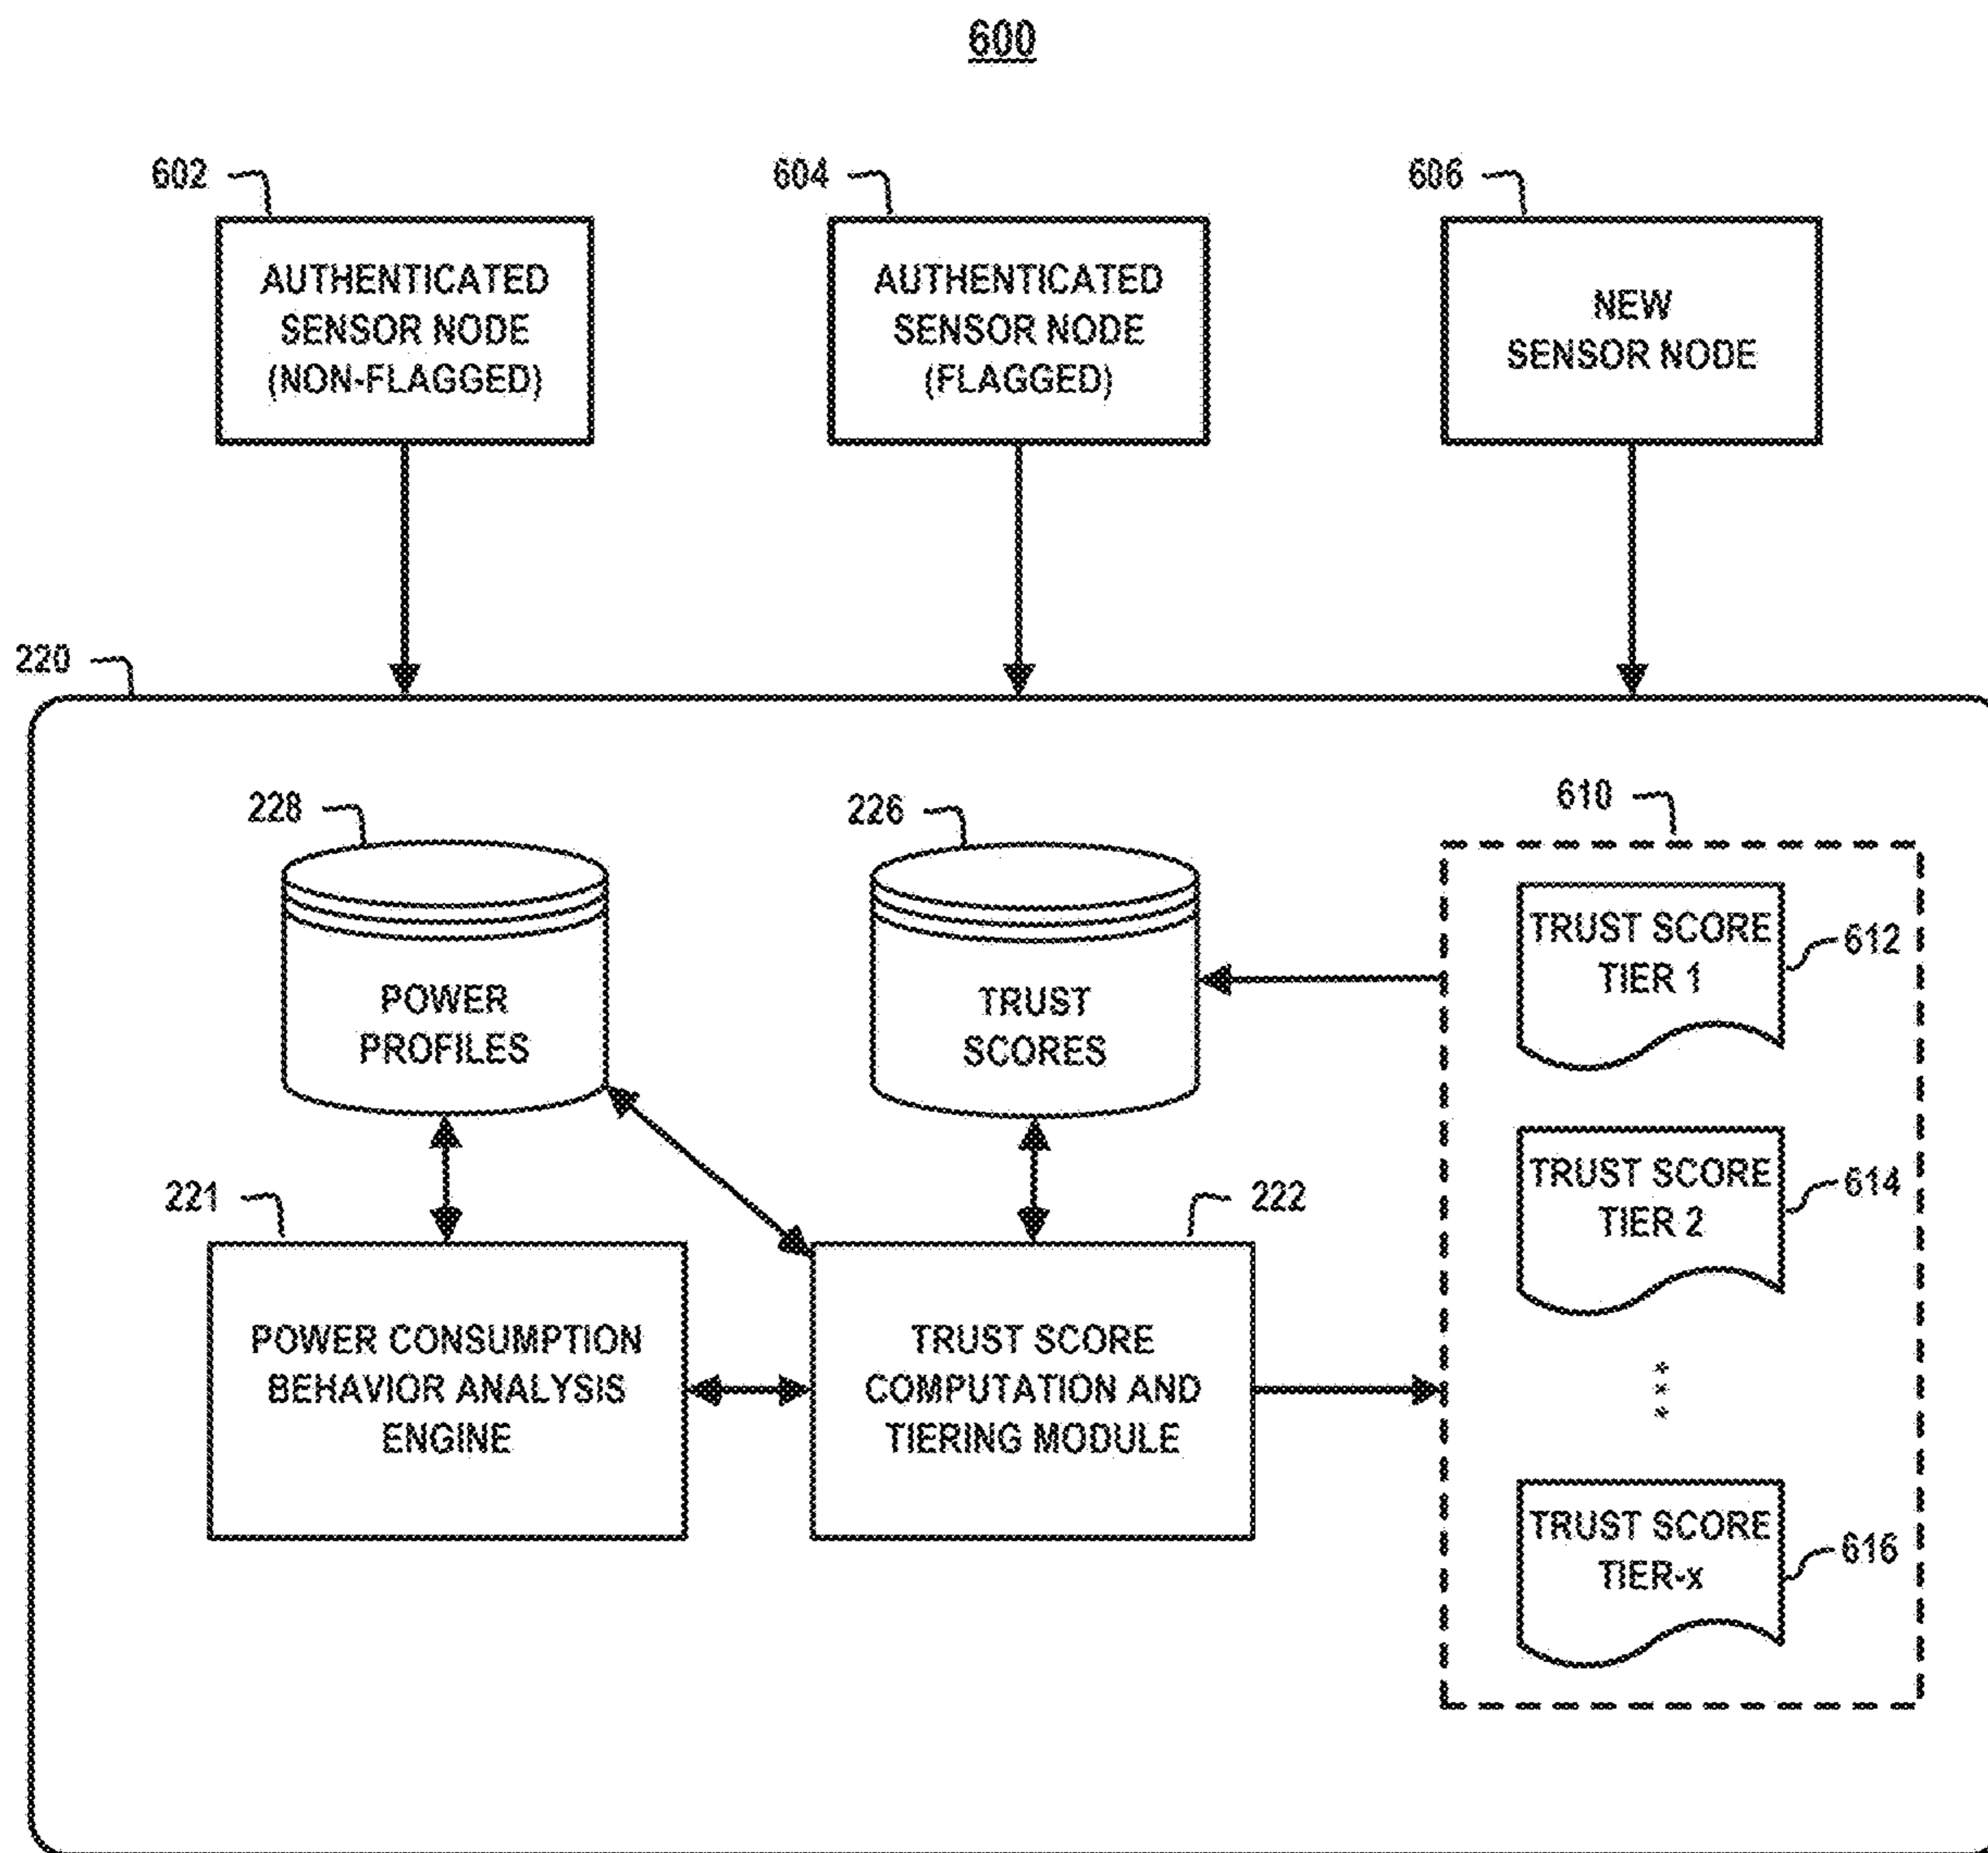 600
602
604
606
AUTHENTICATED
SENSOR NODE
(NON-FLAGGED)
AUTHENTICATED
SENSOR NODE
(FLAGGED)
NEW
SENSOR NODE
220
228
226
610
POWER
PROFILES
TRUST
SCORES
TRUST SCORE
TIER 1
612
TRUST SCORE
TIER 2
614
221
222
POWER CONSUMPTION
BEHAVIOR ANALYSIS
ENGINE
TRUST SCORE
COMPUTATION AND
TIERING MODULE
TRUST SCORE
TIER-x
616